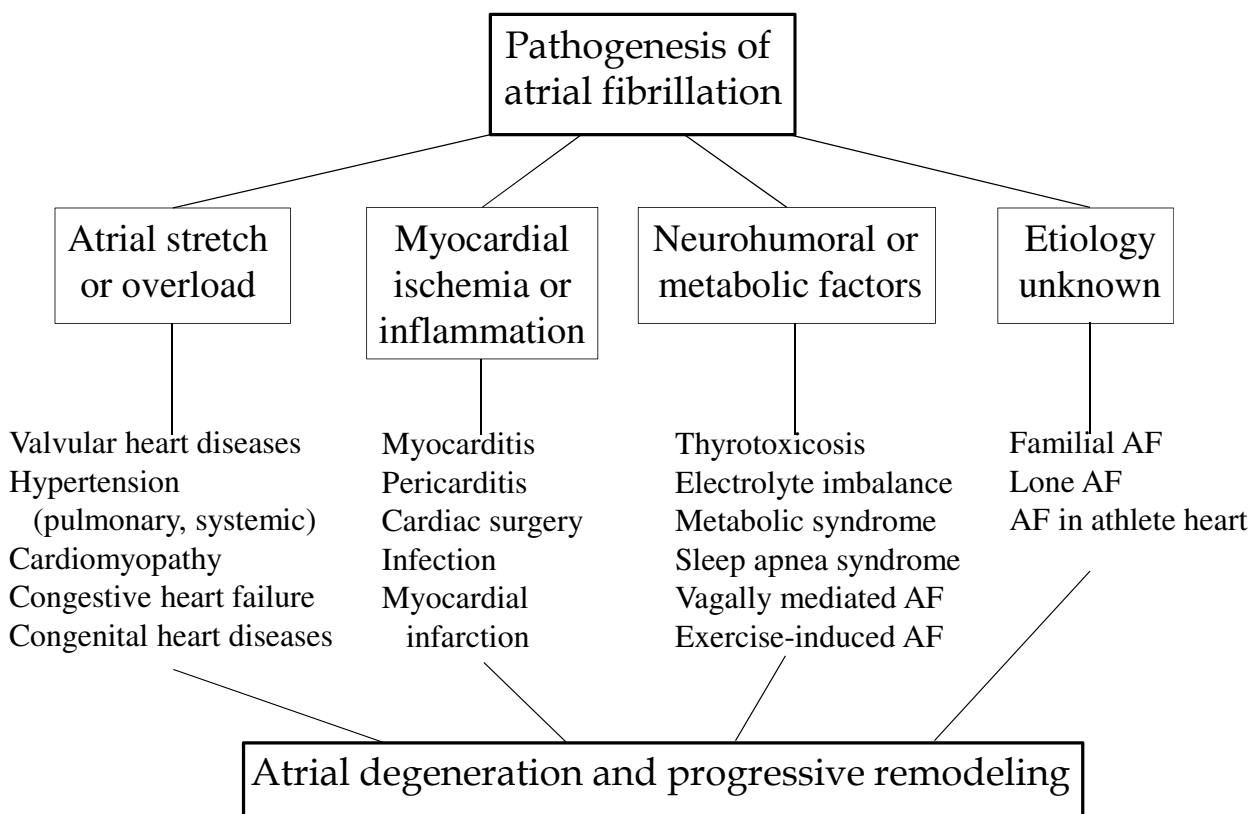 Pathogenesis of
atrial fibrillation
Atrial stretch
or overload
Myocardial
ischemia or
inflammation
Neurohumoral or
metabolic factors
Etiology
unknown
Valvular heart diseases
Hypertension
(pulmonary, systemic)
Cardiomyopathy
Congestive heart failure
Congenital heart diseases
Myocarditis
Pericarditis
Cardiac surgery
Infection
Myocardial
infarction
Thyrotoxicosis
Electrolyte imbalance
Metabolic syndrome
Sleep apnea syndrome
Vagally mediated AF
Exercise-induced AF
Familial AF
Lone AF
AF in athlete heart
Atrial degeneration and progressive remodeling